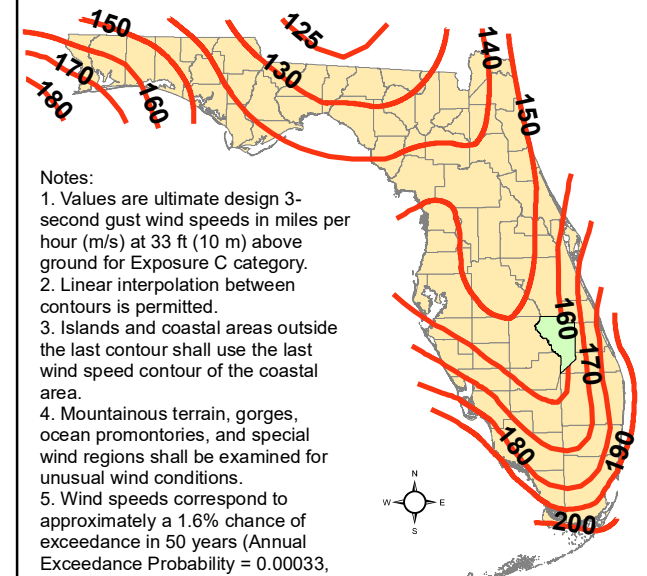 150
125
140
170
130
180
160
150
Notes:
1. Values are ultimate design 3-
second gust wind speeds in miles per
hour (m/s) at 33 ft (10 m) above
ground for Exposure C category.
2. Linear interpolation between
contours is permitted.
3. Islands and coastal areas outside
the last contour shall use the last
wind speed contour of the coastal
area.
4. Mountainous terrain, gorges,
ocean promontories, and special
wind regions shall be examined for
unusual wind conditions.
5. Wind speeds correspond to
approximately a 1.6% chance of
exceedance in 50 years (Annual
Exceedance Probability = 0.00033,
160
170
180
190
200
N
W
E
S